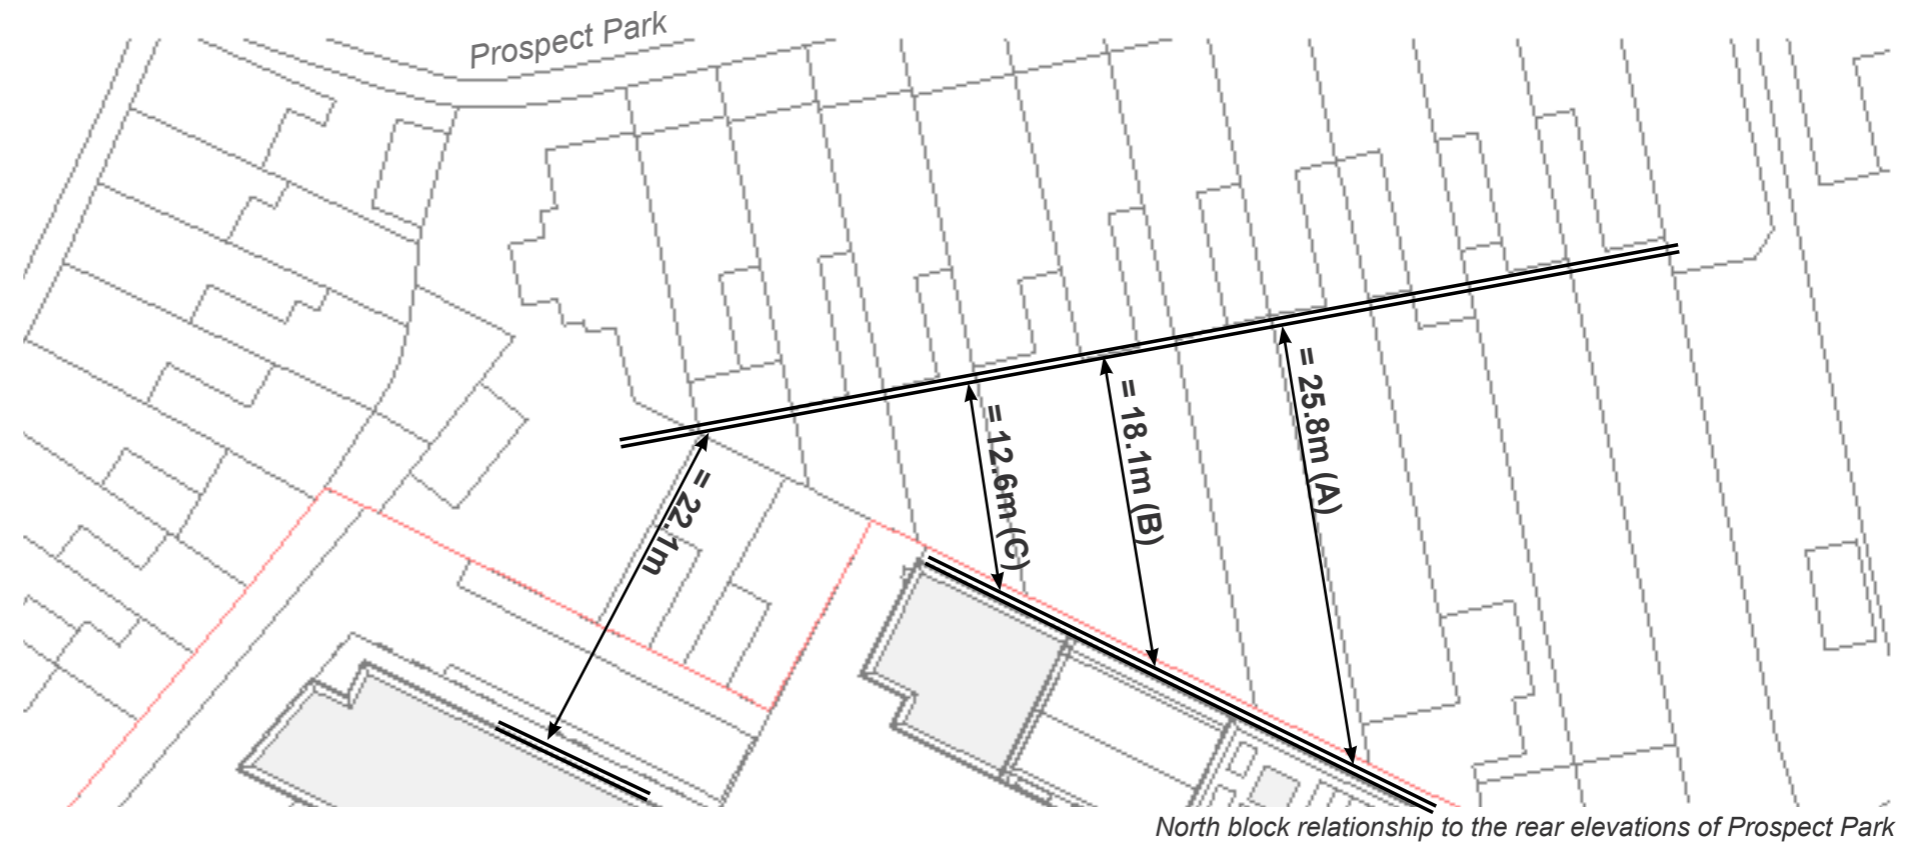 Prospect Park
= 22.1m
= 12.6m (C)
= 18.1m (B)
= 25.8m (A)
North block relationship to the rear elevations of Prospect Park